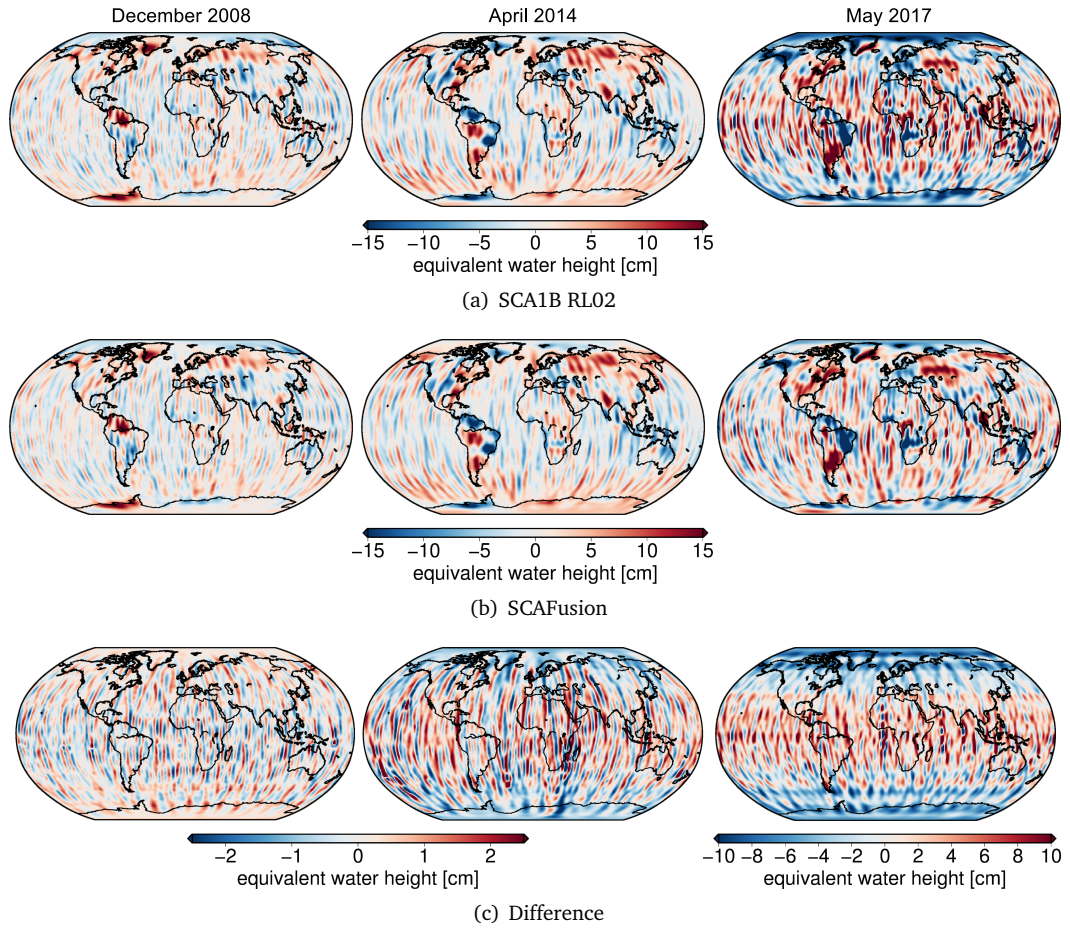 December 2008 April 2014 May 2017
−15 −10 −5 0 5 10 15
equivalent water height [cm]
(a) SCA1B RL02
−15 −10 −5 0 5 10 15
equivalent water height [cm]
(b) SCAFusion
−2 −1 0 1 2 −10 −8 −6 −4 −2 0 2 4 6 8 10
equivalent water height [cm] equivalent water height [cm]
(c) Difference